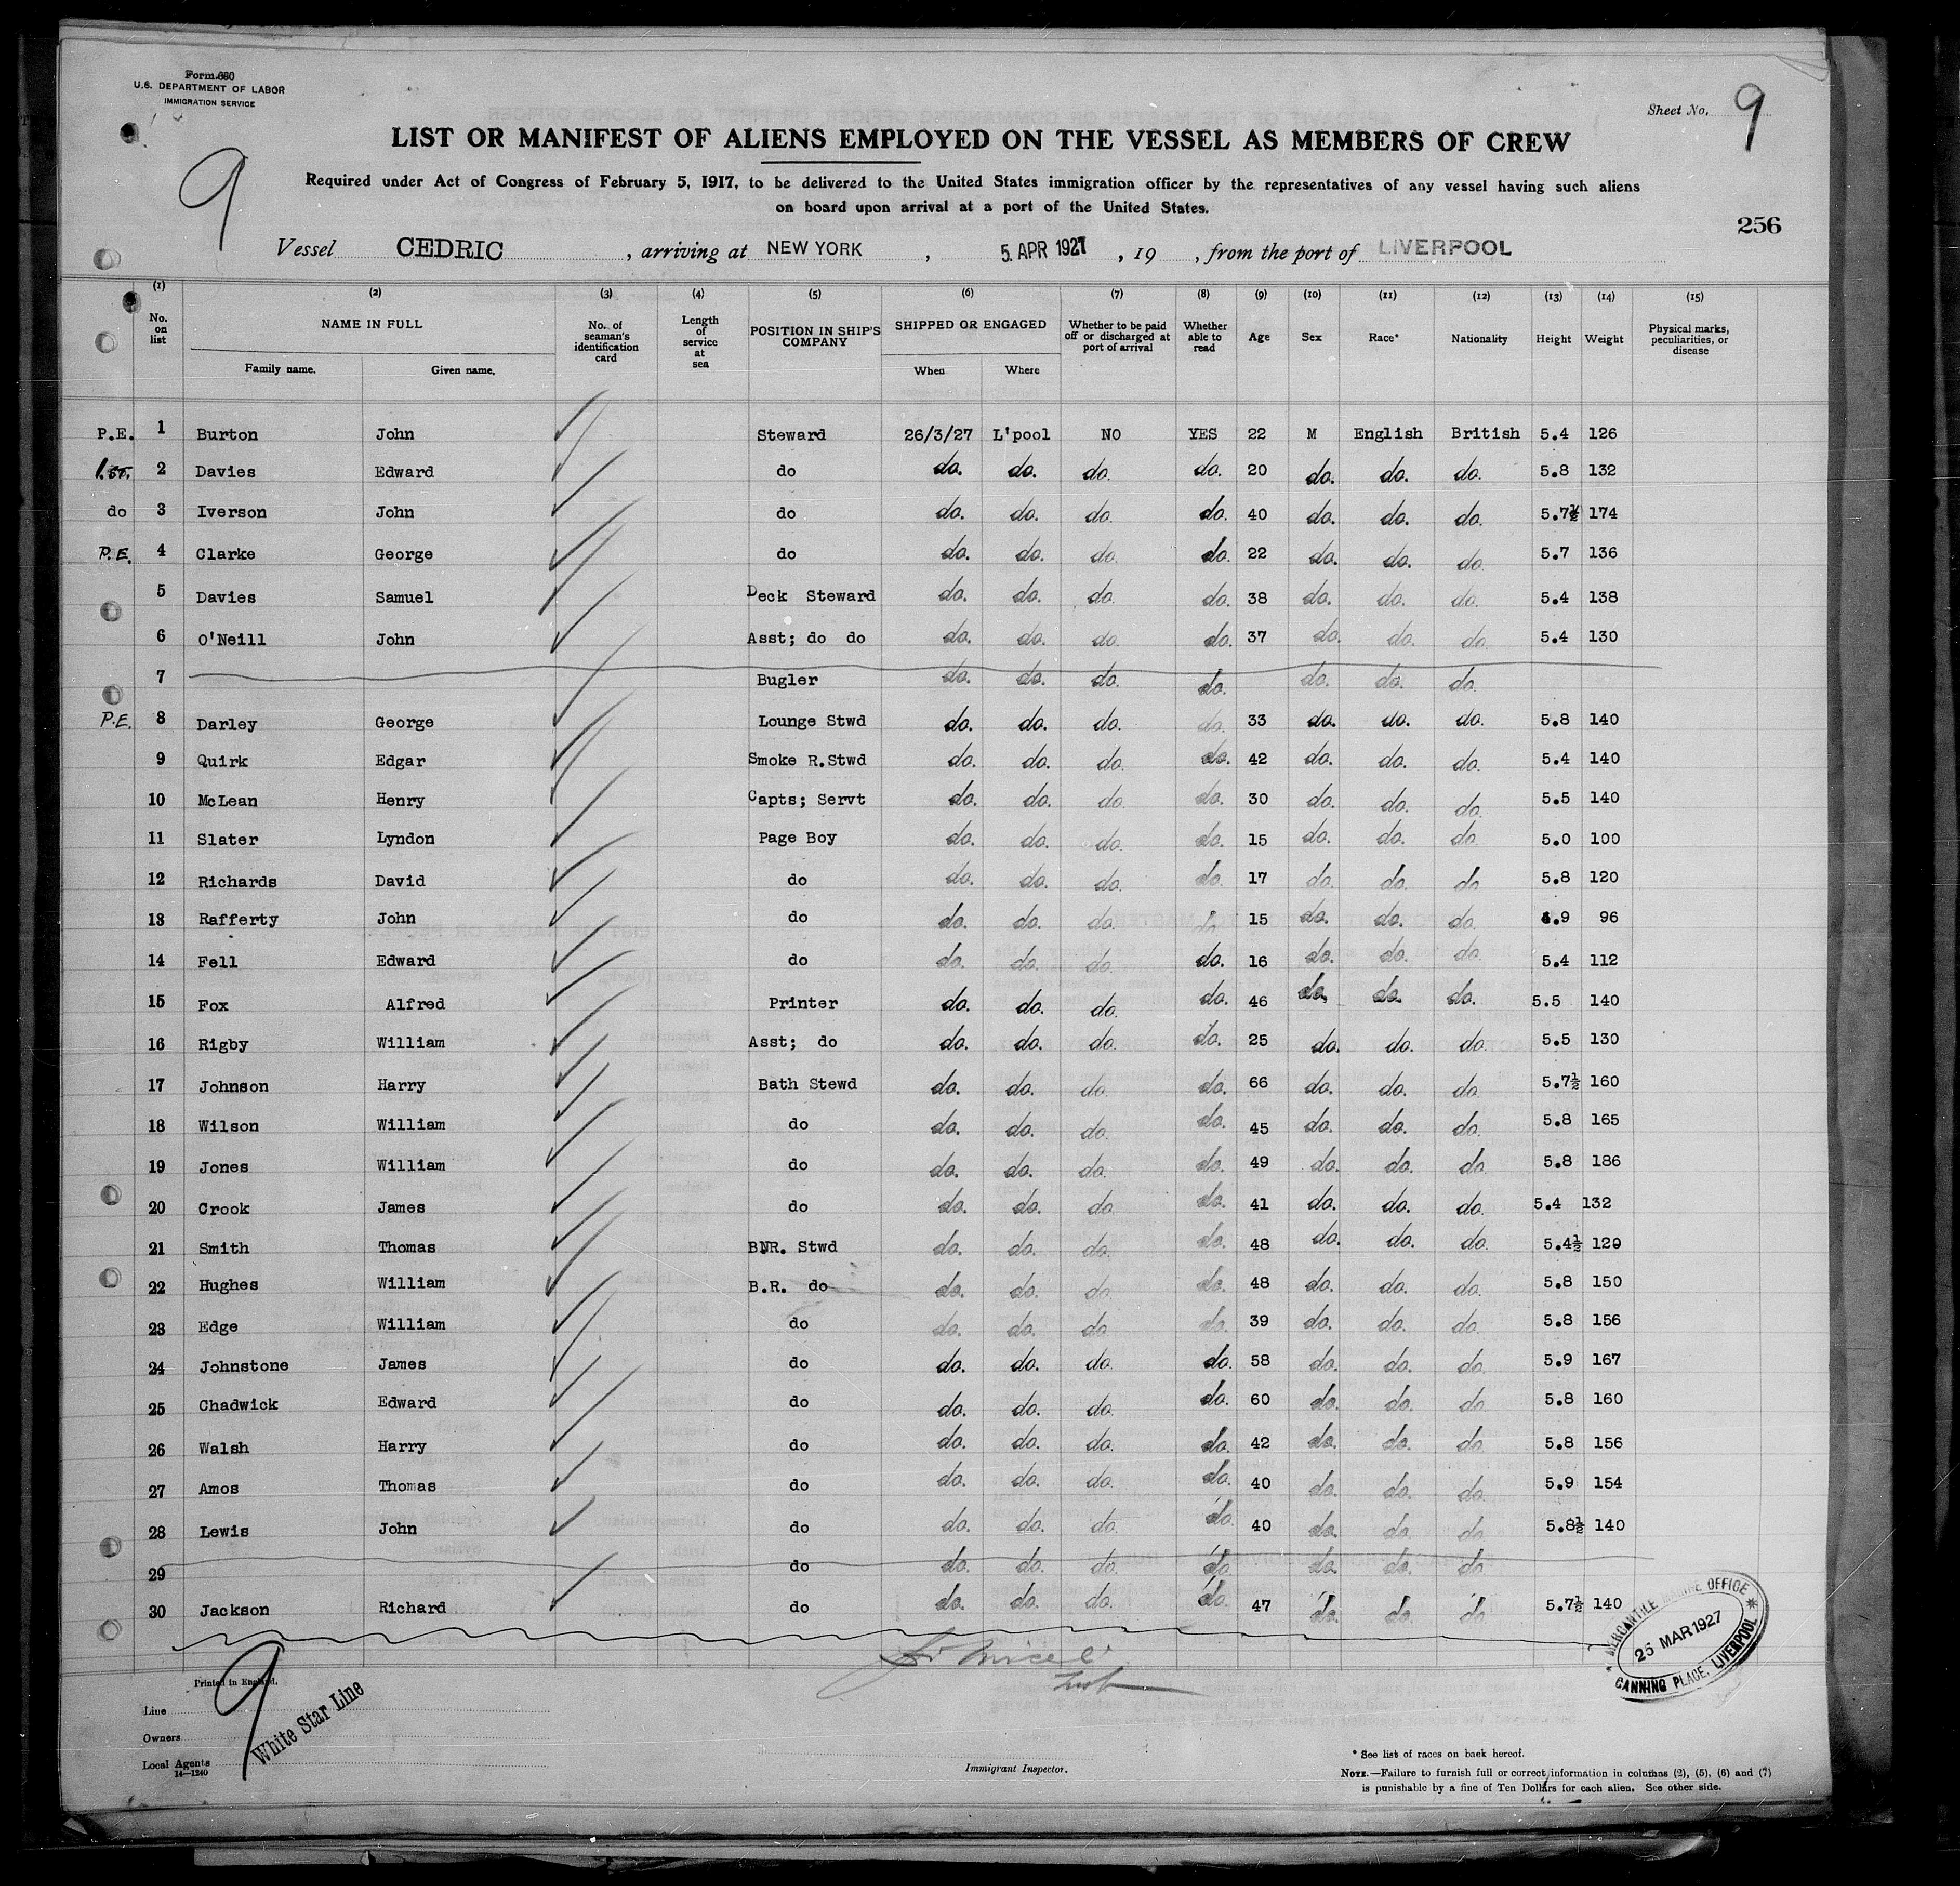 Form 680
U.S. DEPARTMENT OF LABOR
IMMIGRATION SERVICE
Sheet No. 9
LIST OR MANIFEST OF ALIENS EMPLOYED ON THE VESSEL AS MEMBERS OF CREW
9
Required under Act of Congress of February 5, 1917, to be delivered to the United States immigration officer by the representatives of any vessel having such aliens
on board upon arrival at a port of the United States.
256
Vessel CEDRIC, arriving at NEW YORK, 5 APR 1927, 19 , from the port of LIVERPOOL
(1) (2) (3) (4) (5) (6) (7) (8) (9) (10) (11) (12) (13) (14) (15)
No. on list NAME IN FULL Family name. Given name. No. of seaman's identification card Length of service at sea POSITION IN SHIP'S COMPANY SHIPPED OR ENGAGED When Where Whether to be paid off or discharged at port of arrival Whether able to read Age Sex Race* Nationality Height Weight Physical marks, peculiarities, or disease
P.E. 1 Burton John Steward 26/3/27 L'pool NO YES 22 M English British 5.4 126
2 Davies Edward do do. do. do. do. 20 do. do. do. 5.8 132
do 3 Iverson John do do. do. do. do. 40 do. do. do. 5.7½ 174
P.E. 4 Clarke George do do. do. do. do. 22 do. do. do. 5.7 136
5 Davies Samuel Deck Steward do. do. do. do. 38 do. do. do. 5.4 138
6 O'Neill John Asst; do do do. do. do. do. 37 do. do. do. 5.4 130
7 Bugler do. do. do. do. do. do. do.
P.E. 8 Darley George Lounge Stwd do. do. do. do. 33 do. do. do. 5.8 140
9 Quirk Edgar Smoke R.Stwd do. do. do. do. 42 do. do. do. 5.4 140
10 McLean Henry Capts; Servt do. do. do. do. 30 do. do. do. 5.5 140
11 Slater Lyndon Page Boy do. do. do. do. 15 do. do. do. 5.0 100
12 Richards David do do. do. do. do. 17 do. do. do. 5.8 120
13 Rafferty John do do. do. do. do. 15 do. do. do. .9 96
14 Fell Edward do do. do. do. do. 16 do. do. do. 5.4 112
15 Fox Alfred Printer do. do. do. do. 46 do. do. do. 5.5 140
16 Rigby William Asst; do do. do. do. do. 25 do. do. do. 5.5 130
17 Johnson Harry Bath Stewd do. do. do. do. 66 do. do. do. 5.7½ 160
18 Wilson William do do. do. do. do. 45 do. do. do. 5.8 165
19 Jones William do do. do. do. do. 49 do. do. do. 5.8 186
20 Crook James do do. do. do. do. 41 do. do. do. 5.4 132
21 Smith Thomas BNR. Stwd do. do. do. do. 48 do. do. do. 5.4½ 120
22 Hughes William B.R. do do. do. do. do. 48 do. do. do. 5.8 150
23 Edge William do do. do. do. do. 39 do. do. do. 5.8 156
24 Johnstone James do do. do. do. do. 58 do. do. do. 5.9 167
25 Chadwick Edward do do. do. do. do. 60 do. do. do. 5.8 160
26 Walsh Harry do do. do. do. do. 42 do. do. do. 5.8 156
27 Amos Thomas do do. do. do. do. 40 do. do. do. 5.9 154
28 Lewis John do do. do. do. do. 40 do. do. do. 5.8½ 140
29 do do. do. do. do. do. do. do.
30 Jackson Richard do do. do. do. do. 47 do. do. do. 5.7½ 140
MERCANTILE MARINE OFFICE
25 MAR 1927
CANNING PLACE, LIVERPOOL
Printed in England.
9
Line
Owners
Local Agents
White Star Line
14—1240
Immigrant Inspector.
* See list of races on back hereof.
NOTE.—Failure to furnish full or correct information in columns (2), (5), (6) and (7)
is punishable by a fine of Ten Dollars for each alien. See other side.